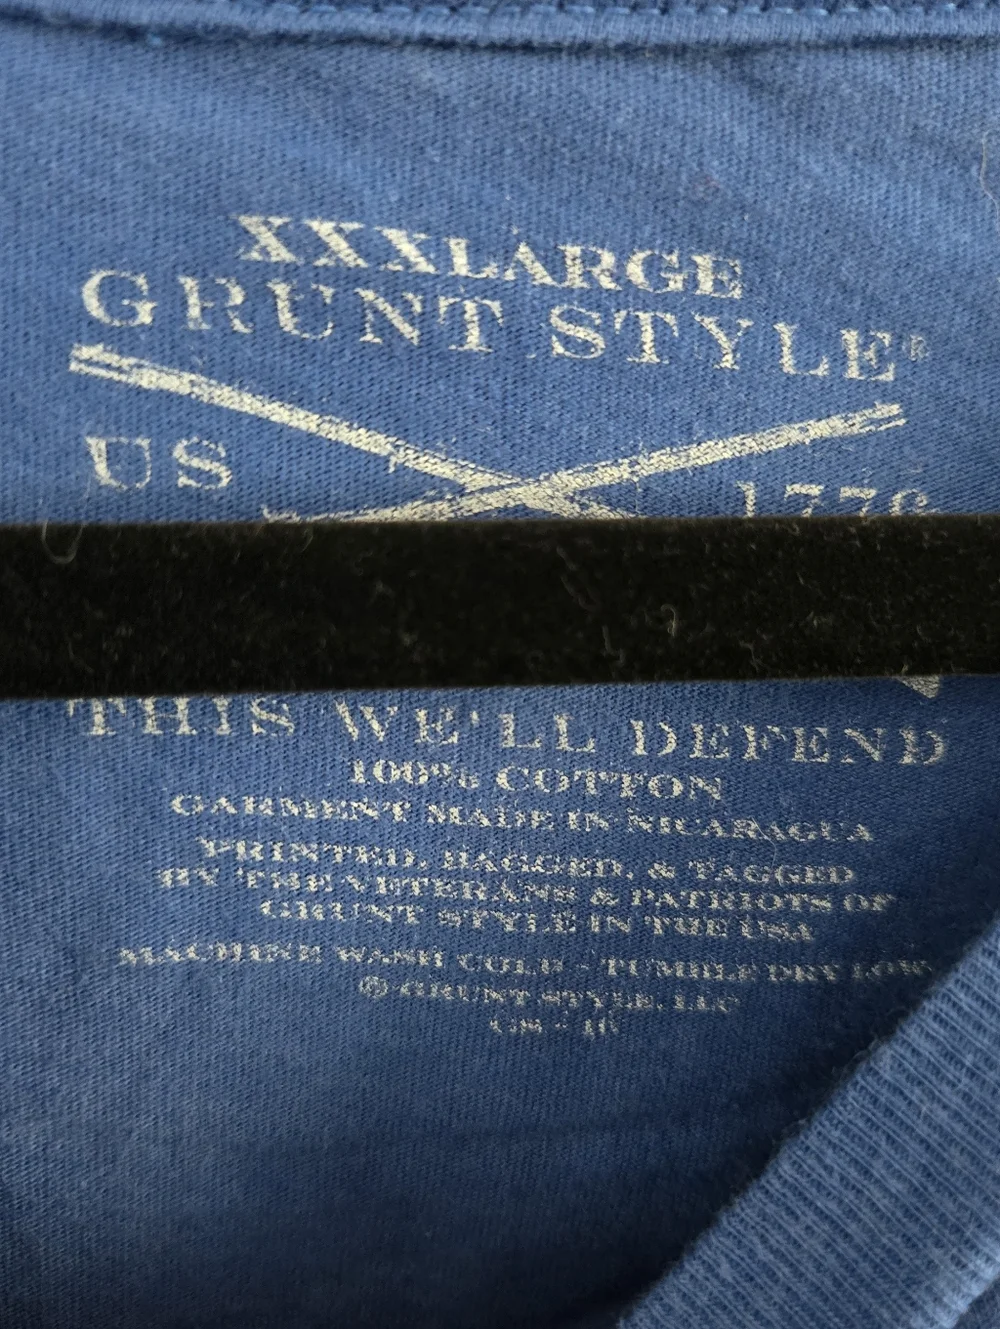 XXXLARGE
GRUNT STYLE®
US 1776
THIS WE'LL DEFEND
100% COTTON
GARMENT MADE IN NICARAGUA
PRINTED, BAGGED, & TAGGED
BY THE VETERANS & PATRIOTS OF
GRUNT STYLE IN THE USA
MACHINE WASH COLD - TUMBLE DRY LOW
® GRUNT STYLE, LLC